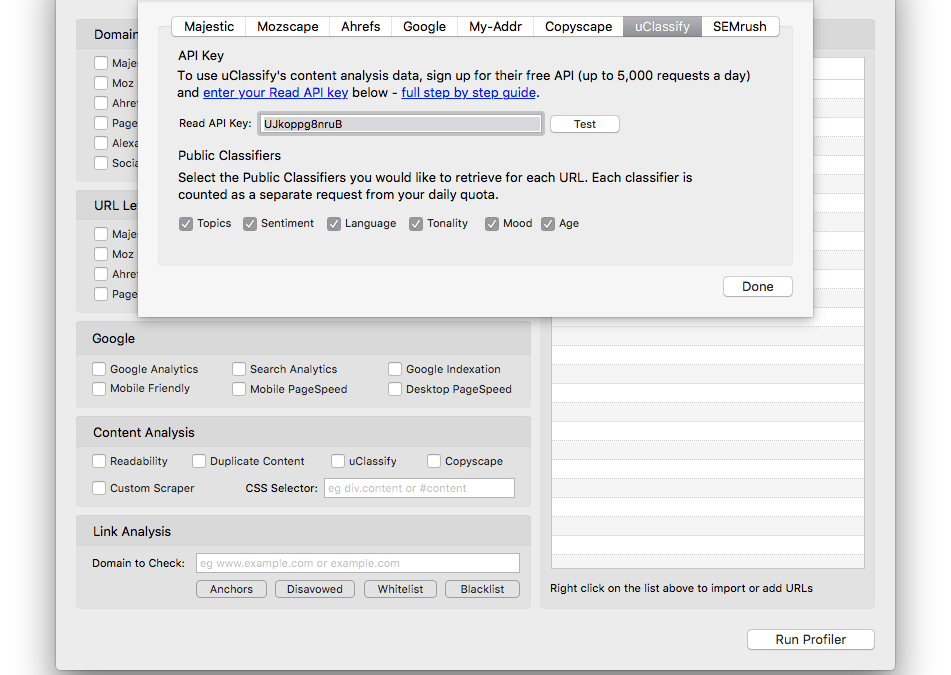 Majestic Mozscape Ahrefs Google My-Addr Copyscape uClassify SEMrush
API Key
To use uClassify's content analysis data, sign up for their free API (up to 5,000 requests a day)
and enter your Read API key below - full step by step guide.
Read API Key: UJkoppg8nruB Test
Public Classifiers
Select the Public Classifiers you would like to retrieve for each URL. Each classifier is
counted as a separate request from your daily quota.
Topics Sentiment Language Tonality Mood Age
Done
Domain
Maje
Moz
Ahre
Page
Alexa
Socia
URL Le
Maje
Moz
Ahre
Page
Google
Google Analytics Search Analytics Google Indexation
Mobile Friendly Mobile PageSpeed Desktop PageSpeed
Content Analysis
Readability Duplicate Content uClassify Copyscape
Custom Scraper CSS Selector: eg div.content or #content
Link Analysis
Domain to Check: eg www.example.com or example.com
Anchors Disavowed Whitelist Blacklist
Right click on the list above to import or add URLs
Run Profiler